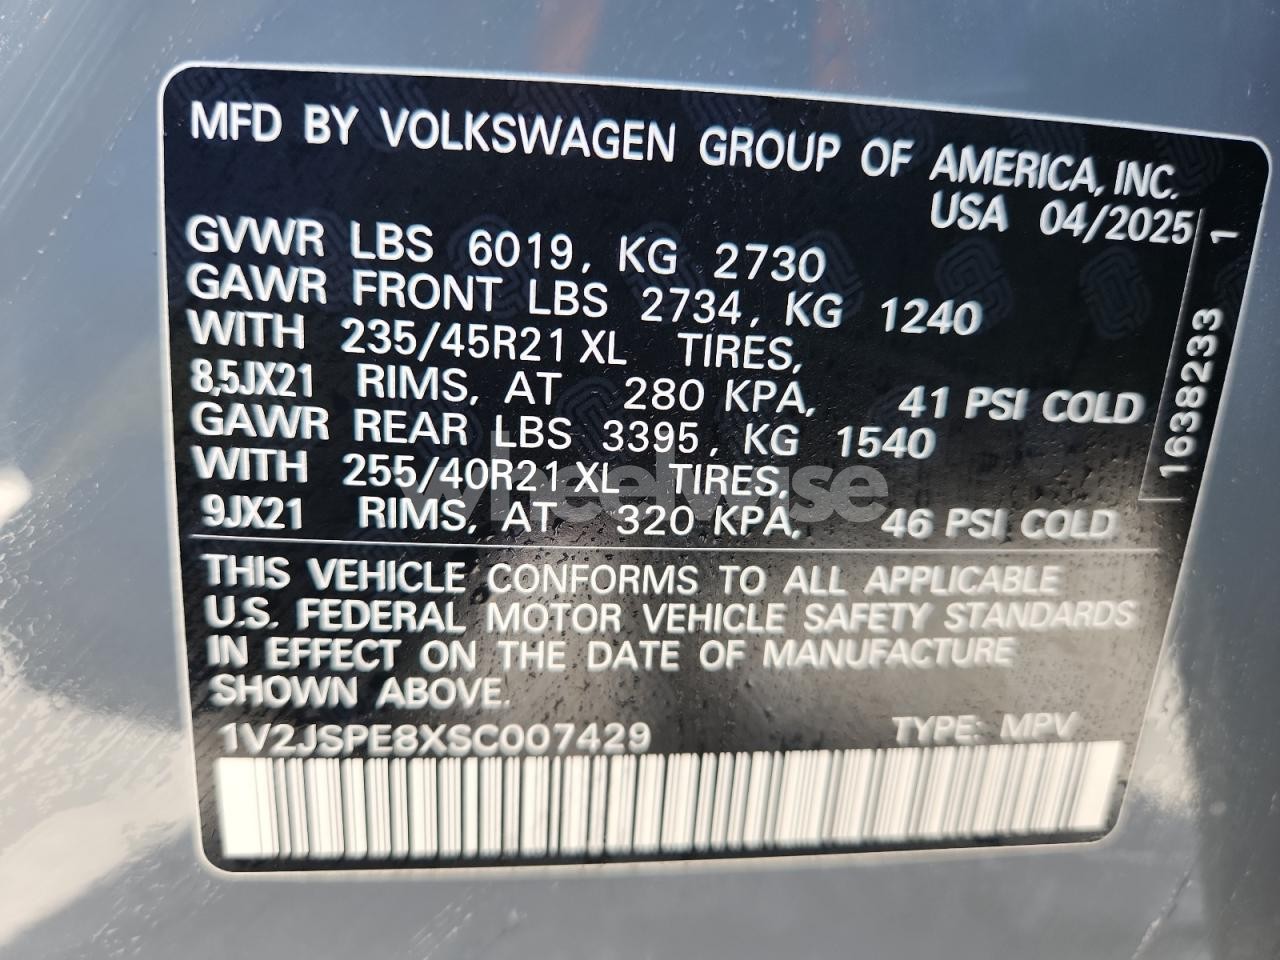 MFD BY VOLKSWAGEN GROUP OF AMERICA, INC.
USA 04/2025
GVWR LBS 6019, KG 2730
GAWR FRONT LBS 2734, KG 1240
WITH 235/45R21 XL TIRES,
8,5JX21 RIMS, AT 280 KPA, 41 PSI COLD
GAWR REAR LBS 3395, KG 1540
WITH 255/40R21 XL TIRES,
9JX21 RIMS, AT 320 KPA, 46 PSI COLD
1638233 1
wheelwise
THIS VEHICLE CONFORMS TO ALL APPLICABLE
U.S. FEDERAL MOTOR VEHICLE SAFETY STANDARDS
IN EFFECT ON THE DATE OF MANUFACTURE
SHOWN ABOVE.
1V2JSPE8XSC007429 TYPE: MPV